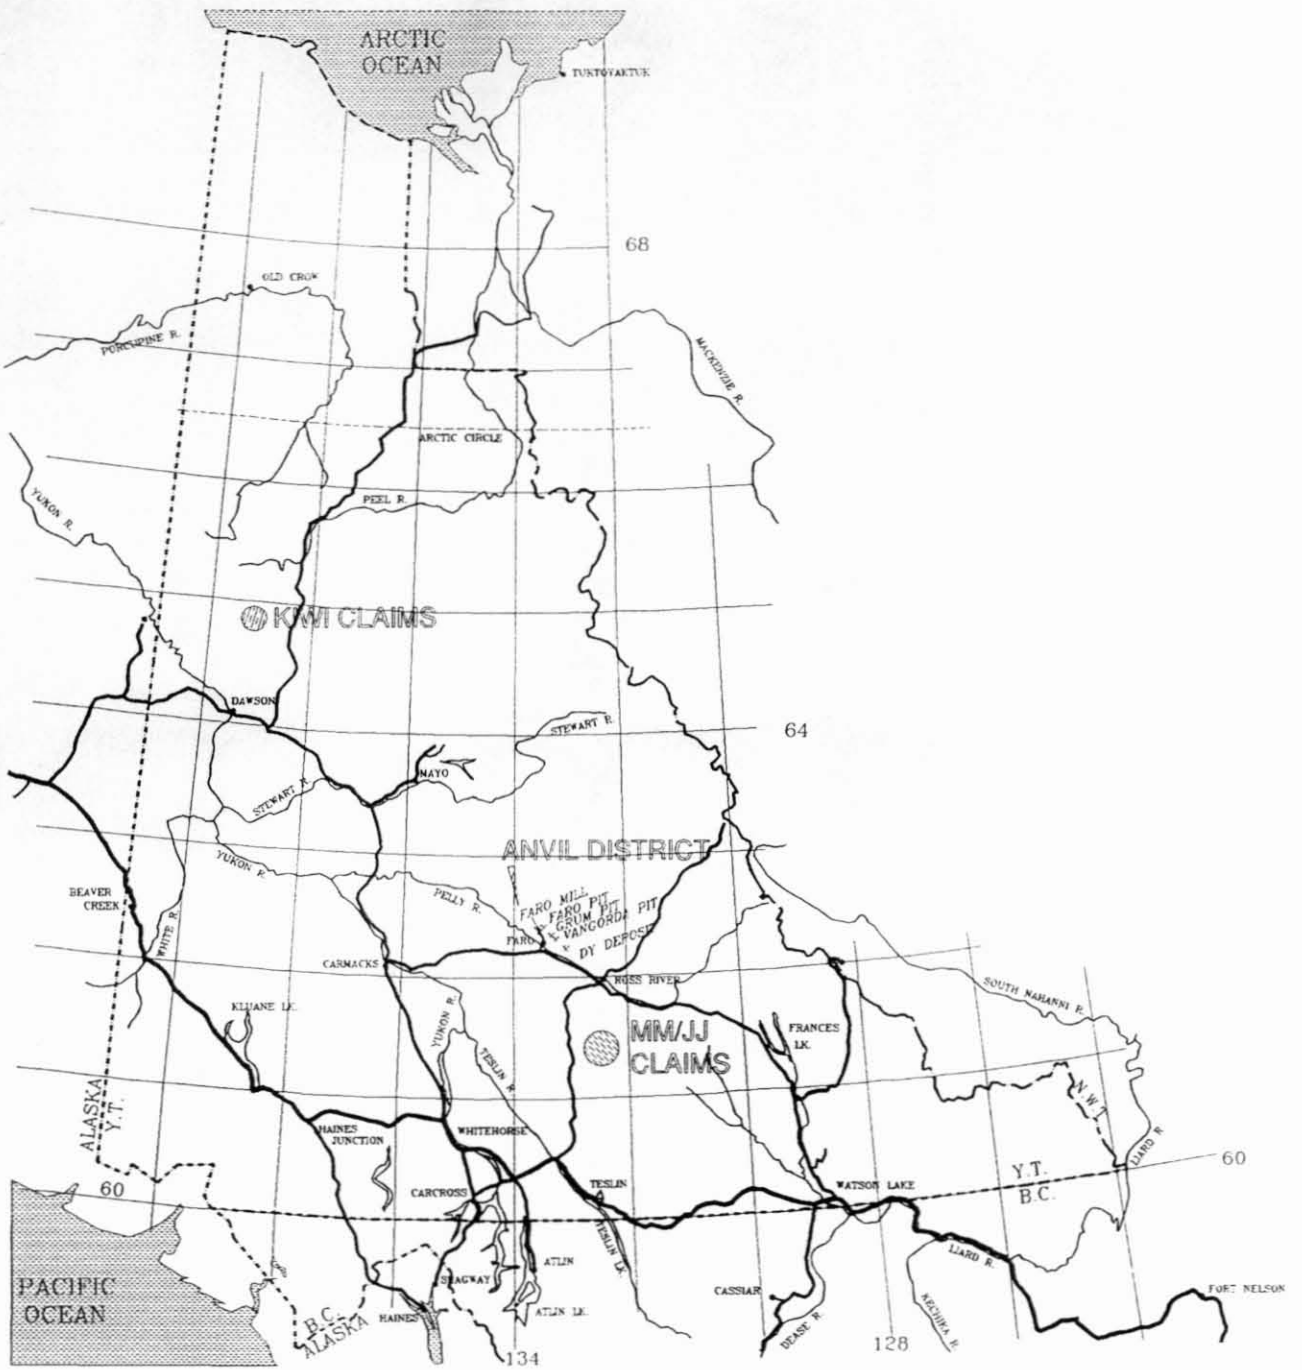 ARCTIC
OCEAN
TUKTOYAKTUK
68
OLD CROW
PORCUPINE R.
MACKENZIE R.
ARCTIC CIRCLE
YUKON R.
PEEL R.
KIWI CLAIMS
DAWSON
STEWART R.
64
MAYO
STEWART R.
ANVIL DISTRICT
YUKON R.
BEAVER
CREEK
PELLY R.
FARO MILL
FARO PIT
GRUM PIT
VANGORDA PIT
DY DEPOSIT
WHITE R.
FARO
CARMACKS
ROSS RIVER
SOUTH NAHANNI R.
KLUANE LK.
YUKON R.
MM/JJ
CLAIMS
FRANCES
LK.
TESLIN R.
ALASKA
Y.T.
N.W.T.
HAINES
JUNCTION
WHITEHORSE
LIARD R.
60
60
CARCROSS
TESLIN
WATSON LAKE
Y.T.
B.C.
TESLIN LK.
LIARD R.
PACIFIC
OCEAN
SKAGWAY
ATLIN
CASSIAR
FORT NELSON
B.C.
ALASKA
HAINES
ATLIN LK.
DEASE R.
KECHIKA R.
134
128